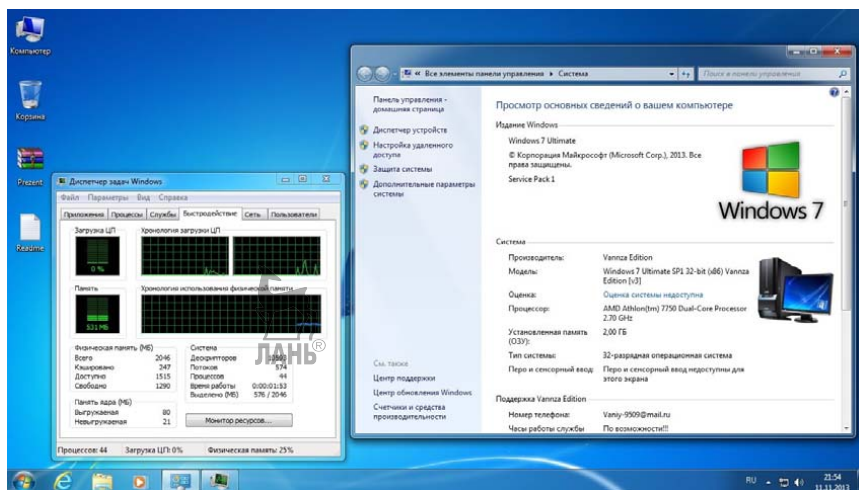 Компьютер
Корзина
Prezent
Readme
Диспетчер задач Windows
Файл Параметры Вид Справка
Приложения Процессы Службы Быстродействие Сеть Пользователи
Загрузка ЦП
Хронология загрузки ЦП
0 %
Память
Хронология использования физической памяти
531 МБ
Физическая память (МБ)
Всего 2046
Кэшировано 247
Доступно 1515
Свободно 1290
Память ядра (МБ)
Выгружаемая 80
Невыгружаемая 21
Система
Дескрипторов
Потоков 574
Процессов 44
Время работы 0:00:01:53
Выделено (МБ) 576 / 2046
Монитор ресурсов...
Процессов: 44 Загрузка ЦП: 0% Физическая память: 25%
ЛАНЬ®
« Все элементы панели управления Система
Поиск в панели управления
Панель управления -
домашняя страница
Диспетчер устройств
Настройка удаленного
доступа
Защита системы
Дополнительные параметры
системы
См. также
Центр поддержки
Центр обновления Windows
Счетчики и средства
производительности
Просмотр основных сведений о вашем компьютере
Издание Windows
Windows 7 Ultimate
© Корпорация Майкрософт (Microsoft Corp.), 2013. Все
права защищены.
Service Pack 1
Windows 7
Система
Производитель: Vannza Edition
Модель: Windows 7 Ultimate SP1 32-bit (x86) Vannza
Edition [v3]
Оценка: Оценка системы недоступна
Процессор: AMD Athlon(tm) 7750 Dual-Core Processor
2.70 GHz
Установленная память
(ОЗУ): 2,00 ГБ
Тип системы: 32-разрядная операционная система
Перо и сенсорный ввод: Перо и сенсорный ввод недоступны для
этого экрана
Поддержка Vannza Edition
Номер телефона: Vaniy-9509@mail.ru
Часы работы службы По возможности!!!
RU
21:54
11.11.2013